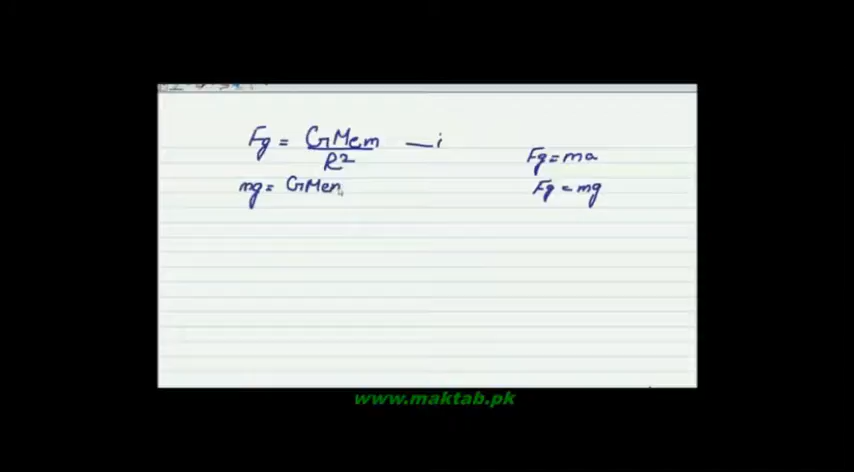 Fg = GMem/R² — i
mg = GMem
Fg = ma
Fg = mg
www.maktab.pk